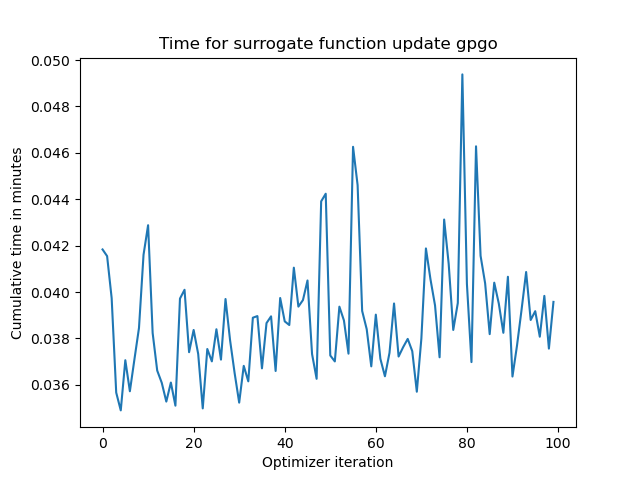 Time for surrogate function update gpgo
0.050
0.048
0.046
0.044
0.042
0.040
0.038
0.036
Cumulative time in minutes
0 20 40 60 80 100
Optimizer iteration